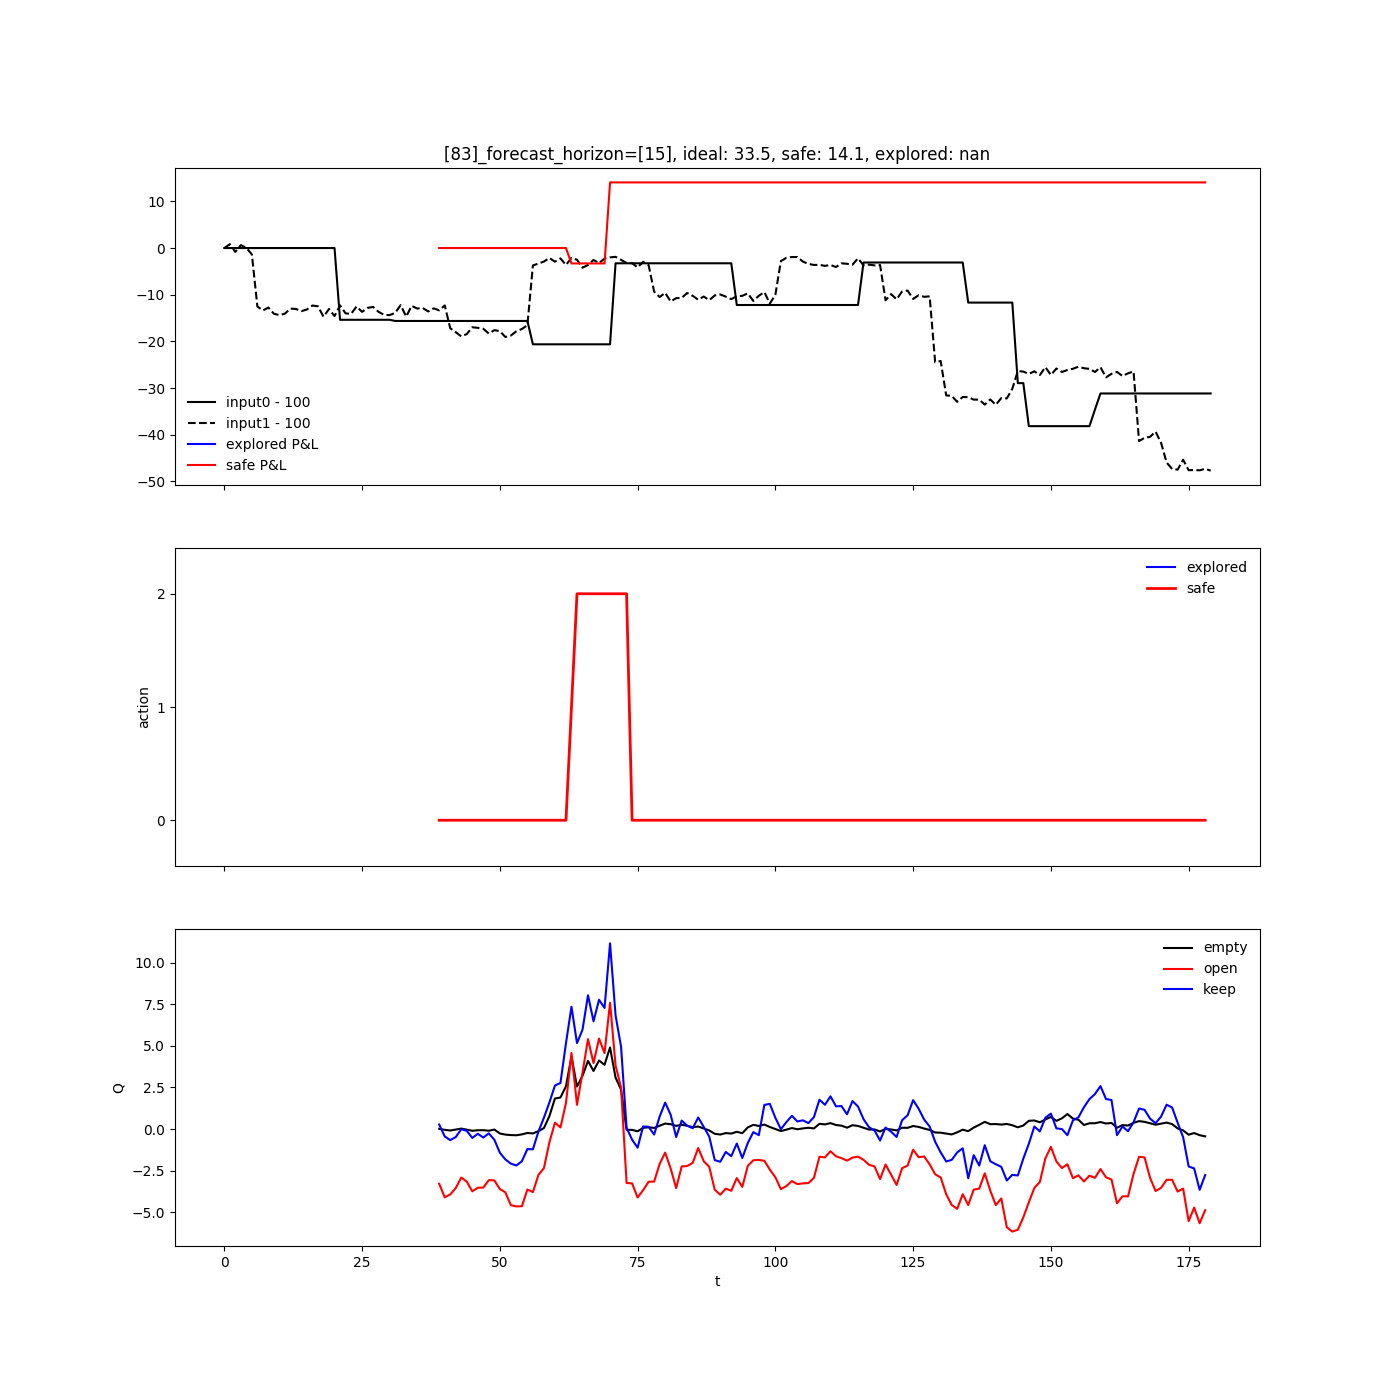 [83]_forecast_horizon=[15], ideal: 33.5, safe: 14.1, explored: nan
10
0
−10
−20
−30
−40
−50
input0 - 100
input1 - 100
explored P&L
safe P&L
action
2
1
0
explored
safe
Q
10.0
7.5
5.0
2.5
0.0
−2.5
−5.0
empty
open
keep
0 25 50 75 100 125 150 175
t